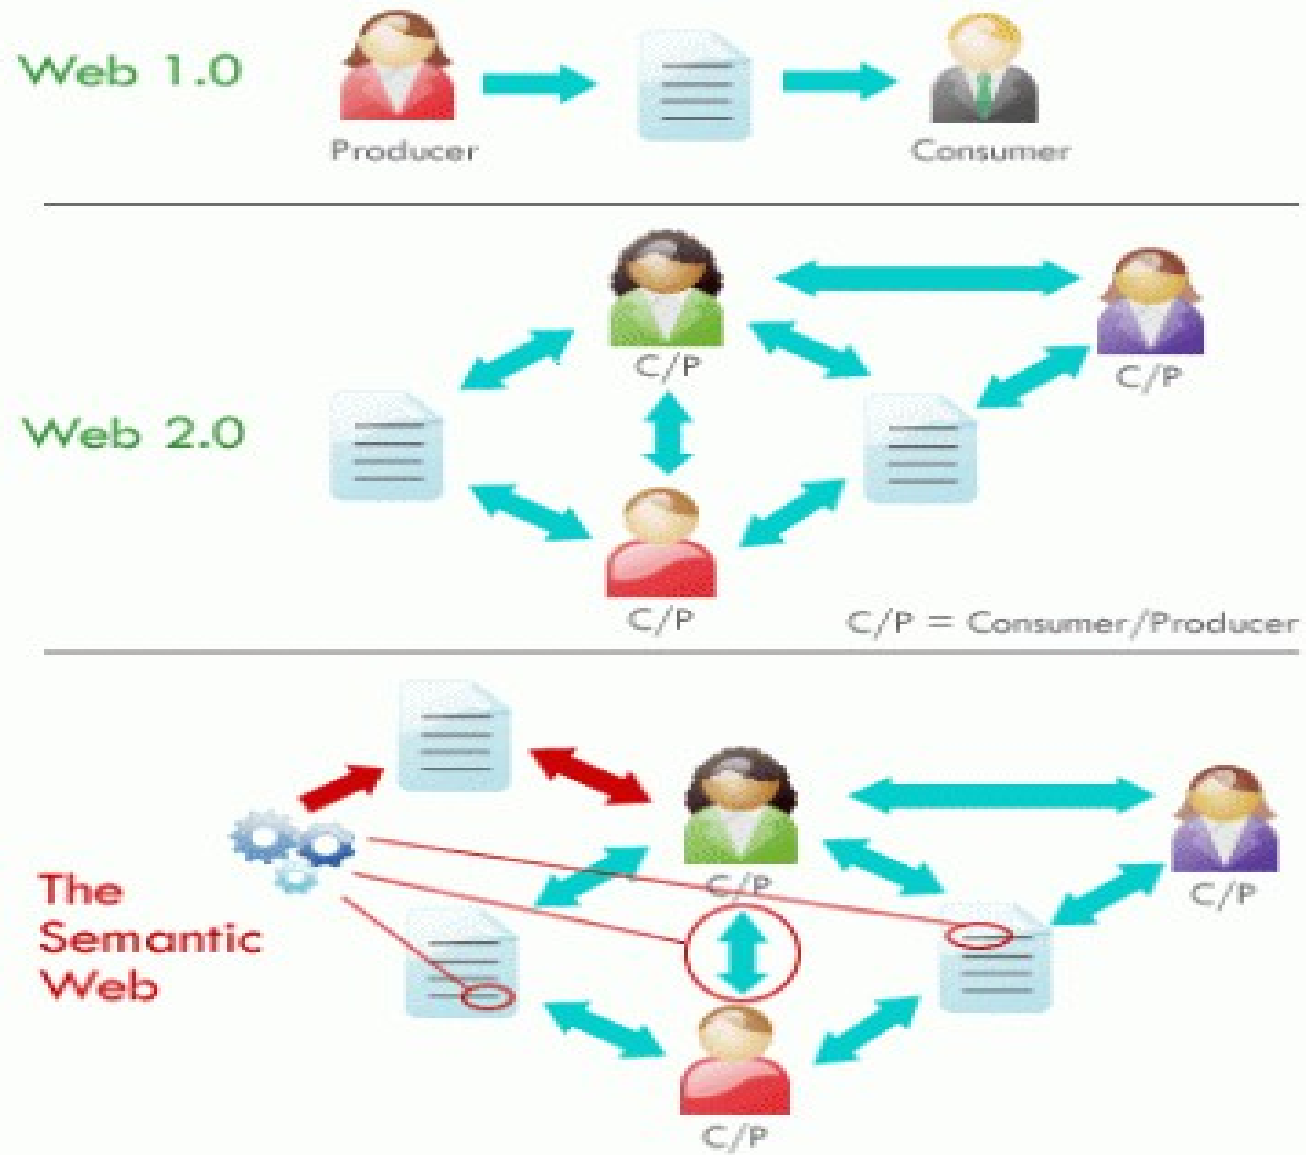 Web 1.0
Producer
Consumer
C/P
C/P
Web 2.0
C/P
C/P = Consumer/Producer
The
Semantic
Web
C/P
C/P
C/P